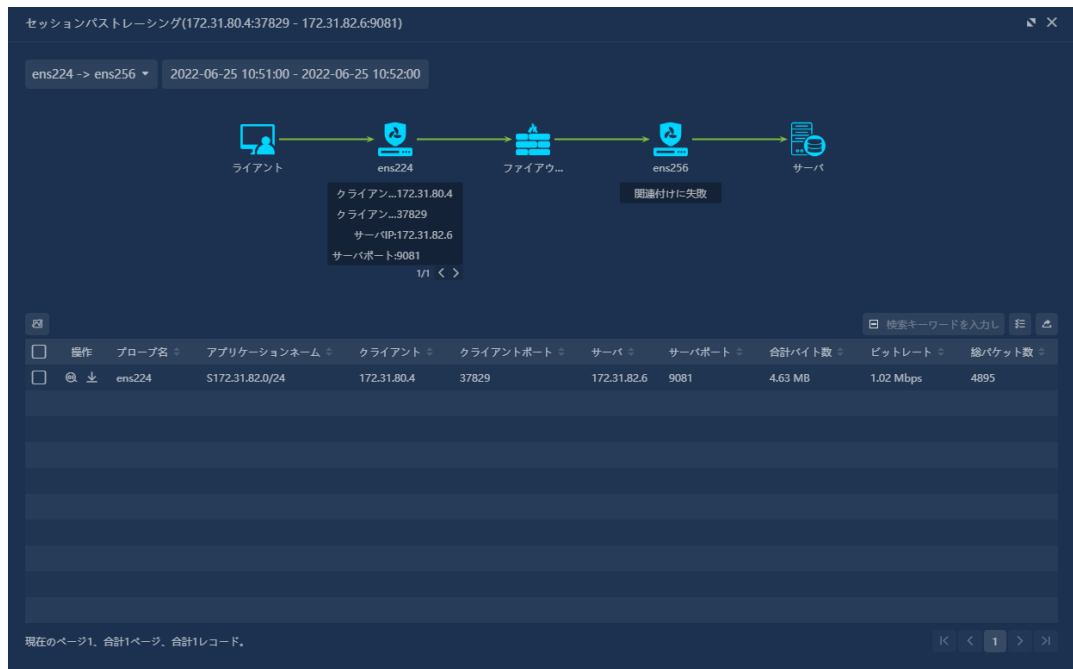 セッションパストレーシング(172.31.80.4:37829 - 172.31.82.6:9081)
ens224 -> ens256 2022-06-25 10:51:00 - 2022-06-25 10:52:00
ライアント ens224 ファイアウ... ens256 サーバ
クライアン...172.31.80.4 関連付けに失敗
クライアン...37829
サーバIP:172.31.82.6
サーバポート:9081
1/1
検索キーワードを入力し
操作 プローブ名 アプリケーションネーム クライアント クライアントポート サーバ サーバポート 合計バイト数 ビットレート 総パケット数
ens224 S172.31.82.0/24 172.31.80.4 37829 172.31.82.6 9081 4.63 MB 1.02 Mbps 4895
現在のページ1、合計1ページ、合計1レコード。 1